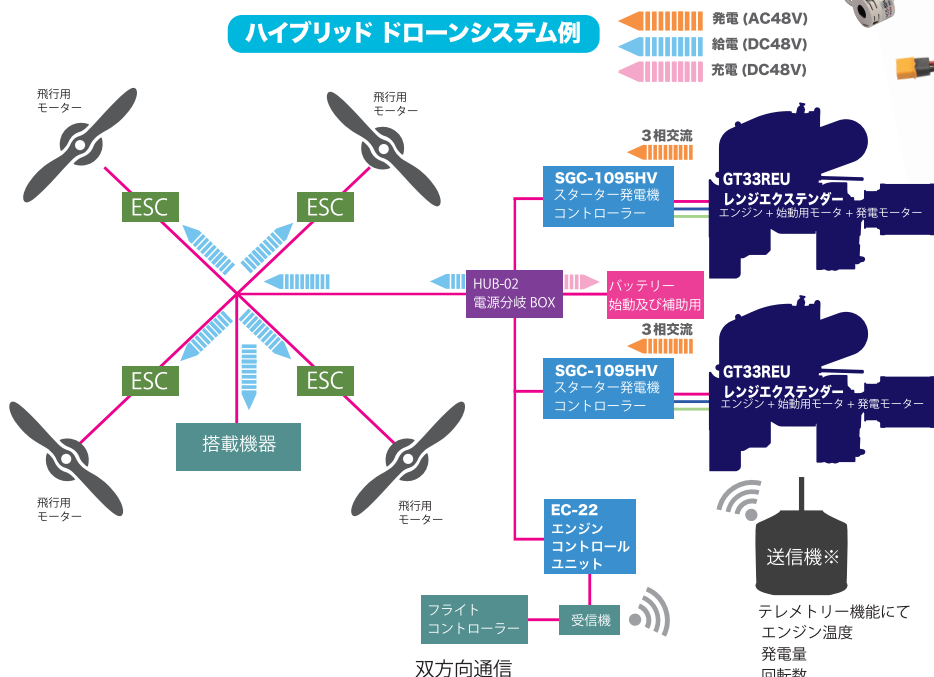 ハイブリッド ドローンシステム例
発電 (AC48V)
給電 (DC48V)
充電 (DC48V)
飛行用
モーター
飛行用
モーター
ESC
ESC
3相交流
SGC-1095HV
スターター発電機
コントローラー
GT33REU
レンジエクステンダー
エンジン+始動用モータ+発電モーター
HUB-02
電源分岐 BOX
バッテリー
始動及び補助用
3相交流
SGC-1095HV
スターター発電機
コントローラー
GT33REU
レンジエクステンダー
エンジン+始動用モータ+発電モーター
ESC
ESC
搭載機器
飛行用
モーター
飛行用
モーター
EC-22
エンジン
コントロール
ユニット
フライト
コントローラー
受信機
双方向通信
送信機※
テレメトリー機能にて
エンジン温度
発電量
回転数